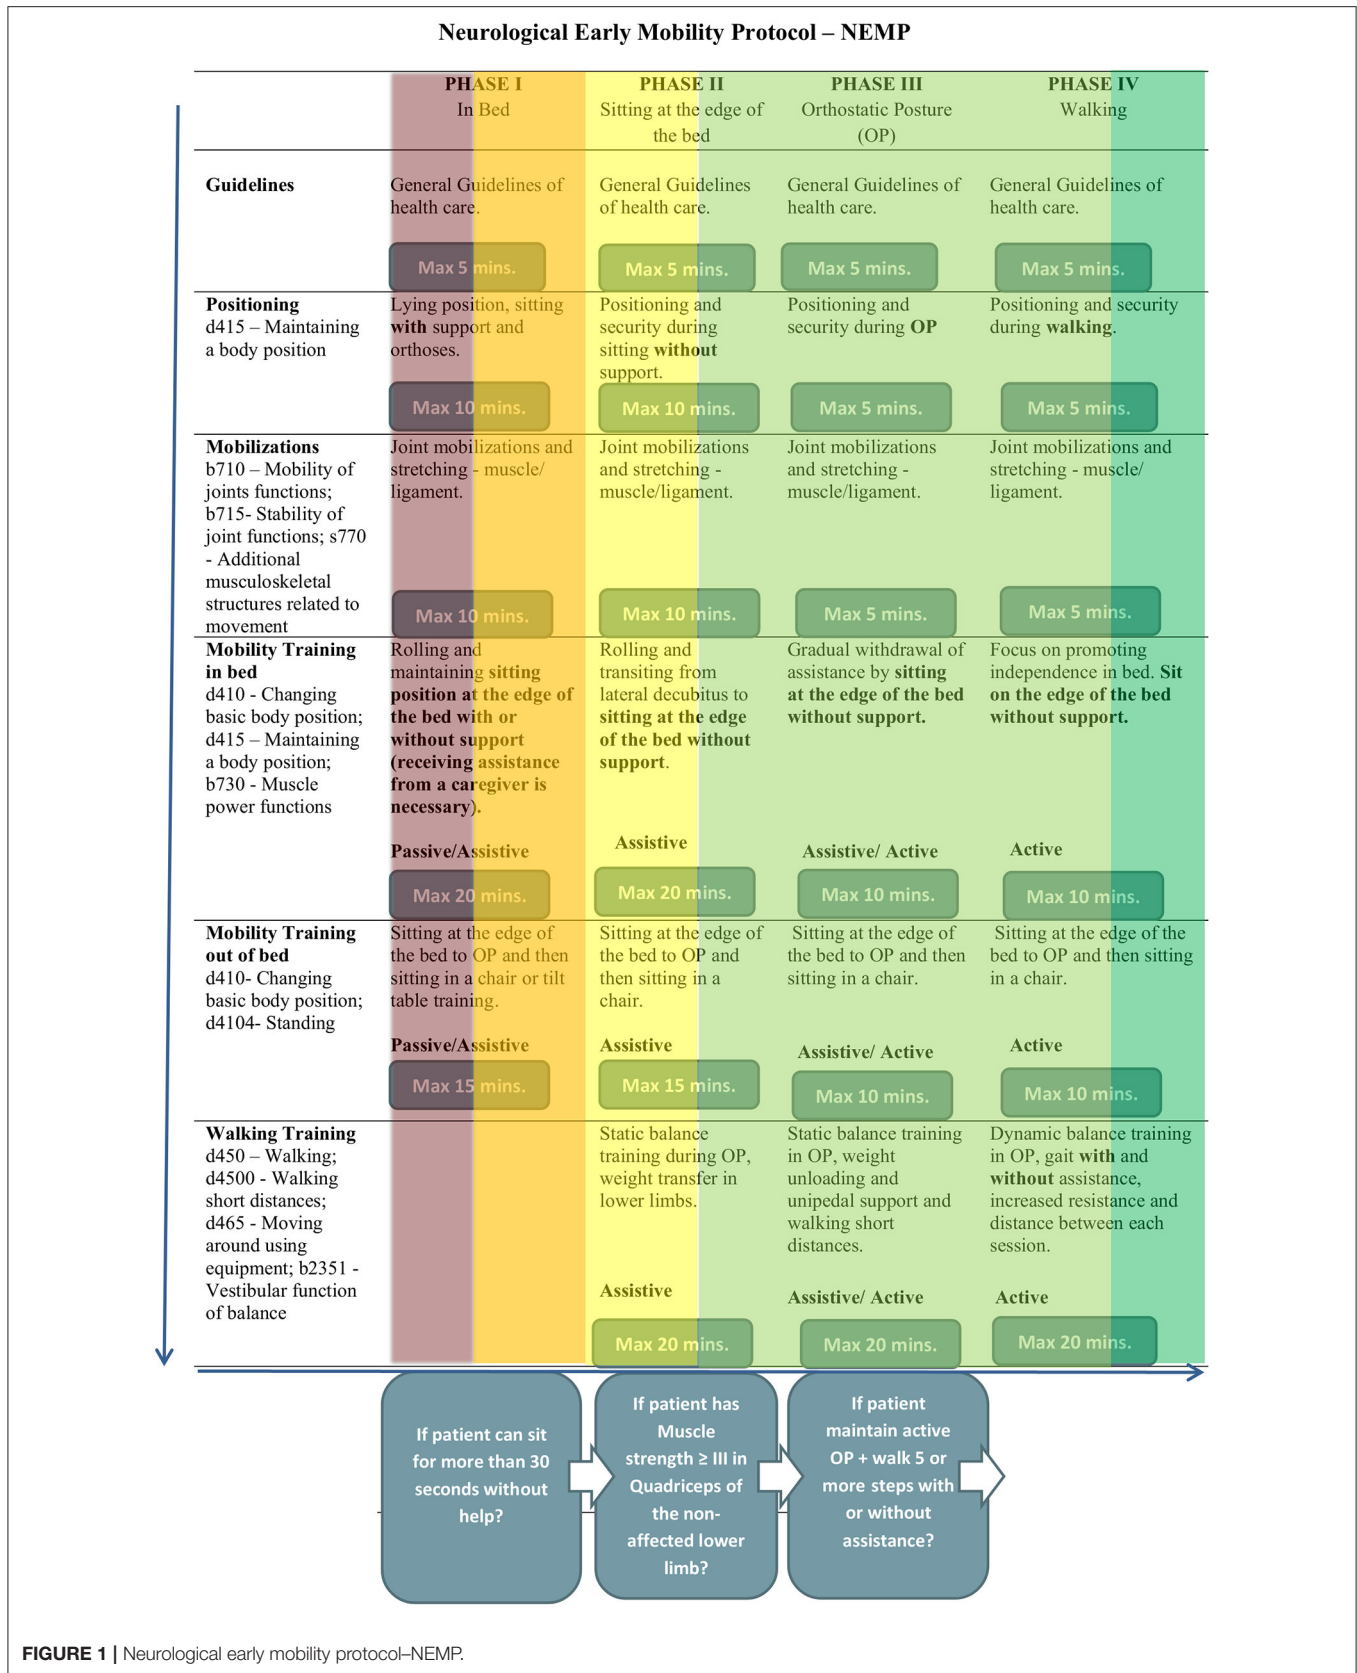 Neurological Early Mobility Protocol – NEMP
PHASE I
In Bed
PHASE II
Sitting at the edge of
the bed
PHASE III
Orthostatic Posture
(OP)
PHASE IV
Walking
Guidelines
General Guidelines of
health care.
Max 5 mins.
General Guidelines
of health care.
Max 5 mins.
General Guidelines of
health care.
Max 5 mins.
General Guidelines of
health care.
Max 5 mins.
Positioning
d415 – Maintaining
a body position
Lying position, sitting
with support and
orthoses.
Max 10 mins.
Positioning and
security during
sitting without
support.
Max 10 mins.
Positioning and
security during OP
Max 5 mins.
Positioning and security
during walking.
Max 5 mins.
Mobilizations
b710 – Mobility of
joints functions;
b715- Stability of
joint functions; s770
- Additional
musculoskeletal
structures related to
movement
Joint mobilizations and
stretching - muscle/
ligament.
Max 10 mins.
Joint mobilizations
and stretching -
muscle/ligament.
Max 10 mins.
Joint mobilizations
and stretching -
muscle/ligament.
Max 5 mins.
Joint mobilizations and
stretching - muscle/
ligament.
Max 5 mins.
Mobility Training
in bed
d410 - Changing
basic body position;
d415 – Maintaining
a body position;
b730 - Muscle
power functions
Rolling and
maintaining sitting
position at the edge of
the bed with or
without support
(receiving assistance
from a caregiver is
necessary).
Passive/Assistive
Max 20 mins.
Rolling and
transiting from
lateral decubitus to
sitting at the edge
of the bed without
support.
Assistive
Max 20 mins.
Gradual withdrawal of
assistance by sitting
at the edge of the bed
without support.
Assistive/ Active
Max 10 mins.
Focus on promoting
independence in bed. Sit
on the edge of the bed
without support.
Active
Max 10 mins.
Mobility Training
out of bed
d410- Changing
basic body position;
d4104- Standing
Sitting at the edge of
the bed to OP and then
sitting in a chair or tilt
table training.
Passive/Assistive
Max 15 mins.
Sitting at the edge of
the bed to OP and
then sitting in a
chair.
Assistive
Max 15 mins.
Sitting at the edge of
the bed to OP and then
sitting in a chair.
Assistive/ Active
Max 10 mins.
Sitting at the edge of the
bed to OP and then sitting
in a chair.
Active
Max 10 mins.
Walking Training
d450 – Walking;
d4500 - Walking
short distances;
d465 - Moving
around using
equipment; b2351 -
Vestibular function
of balance
Static balance
training during OP,
weight transfer in
lower limbs.
Assistive
Max 20 mins.
Static balance training
in OP, weight
unloading and
unipedal support and
walking short
distances.
Assistive/ Active
Max 20 mins.
Dynamic balance training
in OP, gait with and
without assistance,
increased resistance and
distance between each
session.
Active
Max 20 mins.
If patient can sit
for more than 30
seconds without
help?
If patient has
Muscle
strength ≥ III in
Quadriceps of
the non-
affected lower
limb?
If patient
maintain active
OP + walk 5 or
more steps with
or without
assistance?
FIGURE 1 | Neurological early mobility protocol–NEMP.